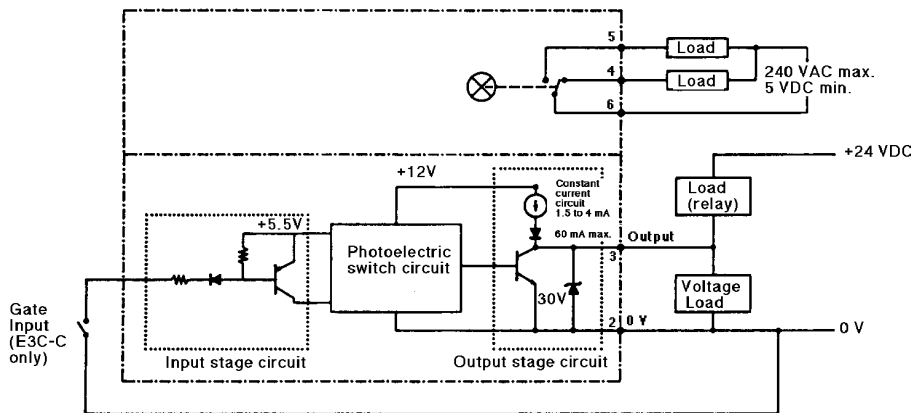 5
Load
4
Load
240 VAC max.
5 VDC min.
6
+24 VDC
+12V
Constant
current
circuit
1.5 to 4 mA
Load
(relay)
+5.5V
60 mA max.
Output
3
Photoelectric
switch circuit
30V
Voltage
Load
Gate
Input
(E3C-C
only)
2
0 V
0 V
Input stage circuit
Output stage circuit